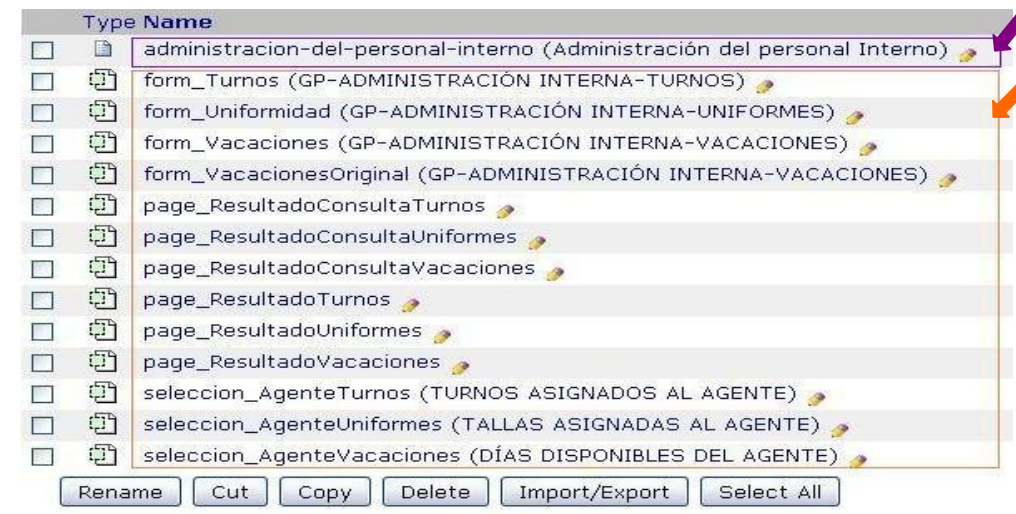 Type Name
administracion-del-personal-interno (Administración del personal Interno)
form_Turnos (GP-ADMINISTRACIÓN INTERNA-TURNOS)
form_Uniformidad (GP-ADMINISTRACIÓN INTERNA-UNIFORMES)
form_Vacaciones (GP-ADMINISTRACIÓN INTERNA-VACACIONES)
form_VacacionesOriginal (GP-ADMINISTRACIÓN INTERNA-VACACIONES)
page_ResultadoConsultaTurnos
page_ResultadoConsultaUniformes
page_ResultadoConsultaVacaciones
page_ResultadoTurnos
page_ResultadoUniformes
page_ResultadoVacaciones
seleccion_AgenteTurnos (TURNOS ASIGNADOS AL AGENTE)
seleccion_AgenteUniformes (TALLAS ASIGNADAS AL AGENTE)
seleccion_AgenteVacaciones (DÍAS DISPONIBLES DEL AGENTE)
Rename Cut Copy Delete Import/Export Select All